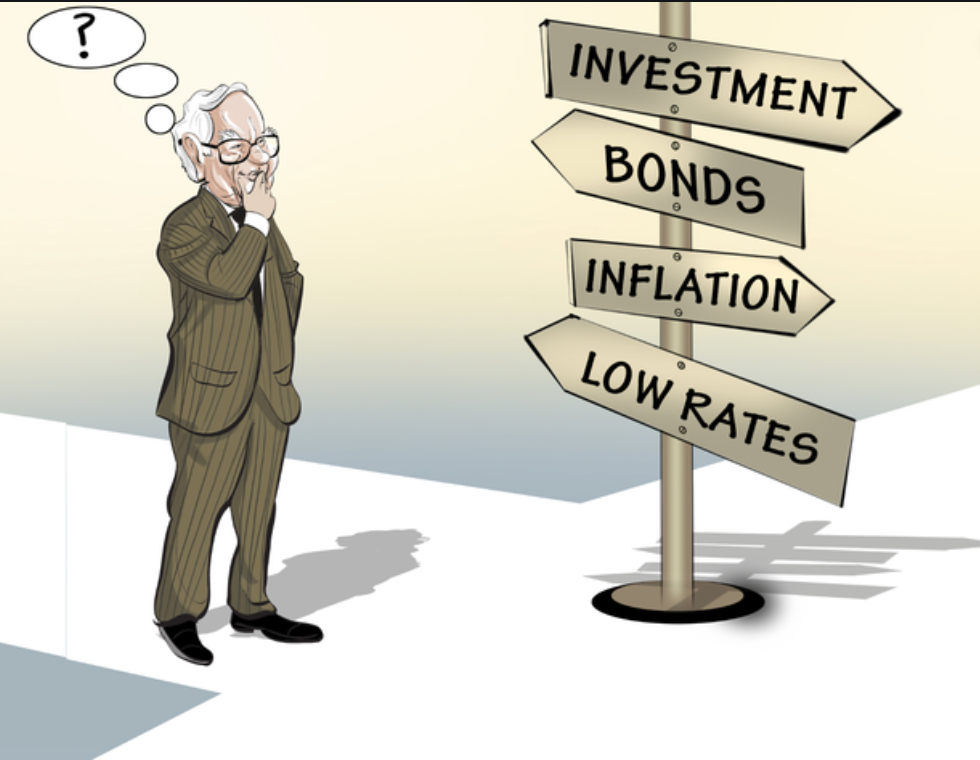 ?
INVESTMENT
BONDS
INFLATION
LOW RATES